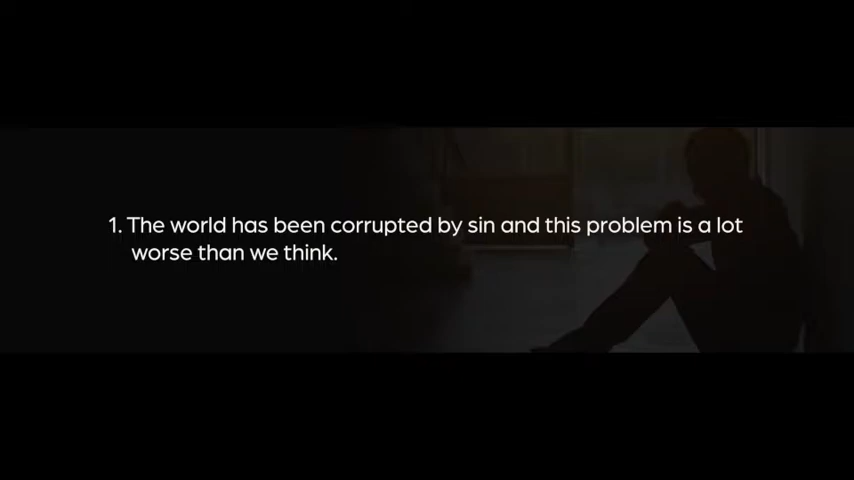 1. The world has been corrupted by sin and this problem is a lot
worse than we think.